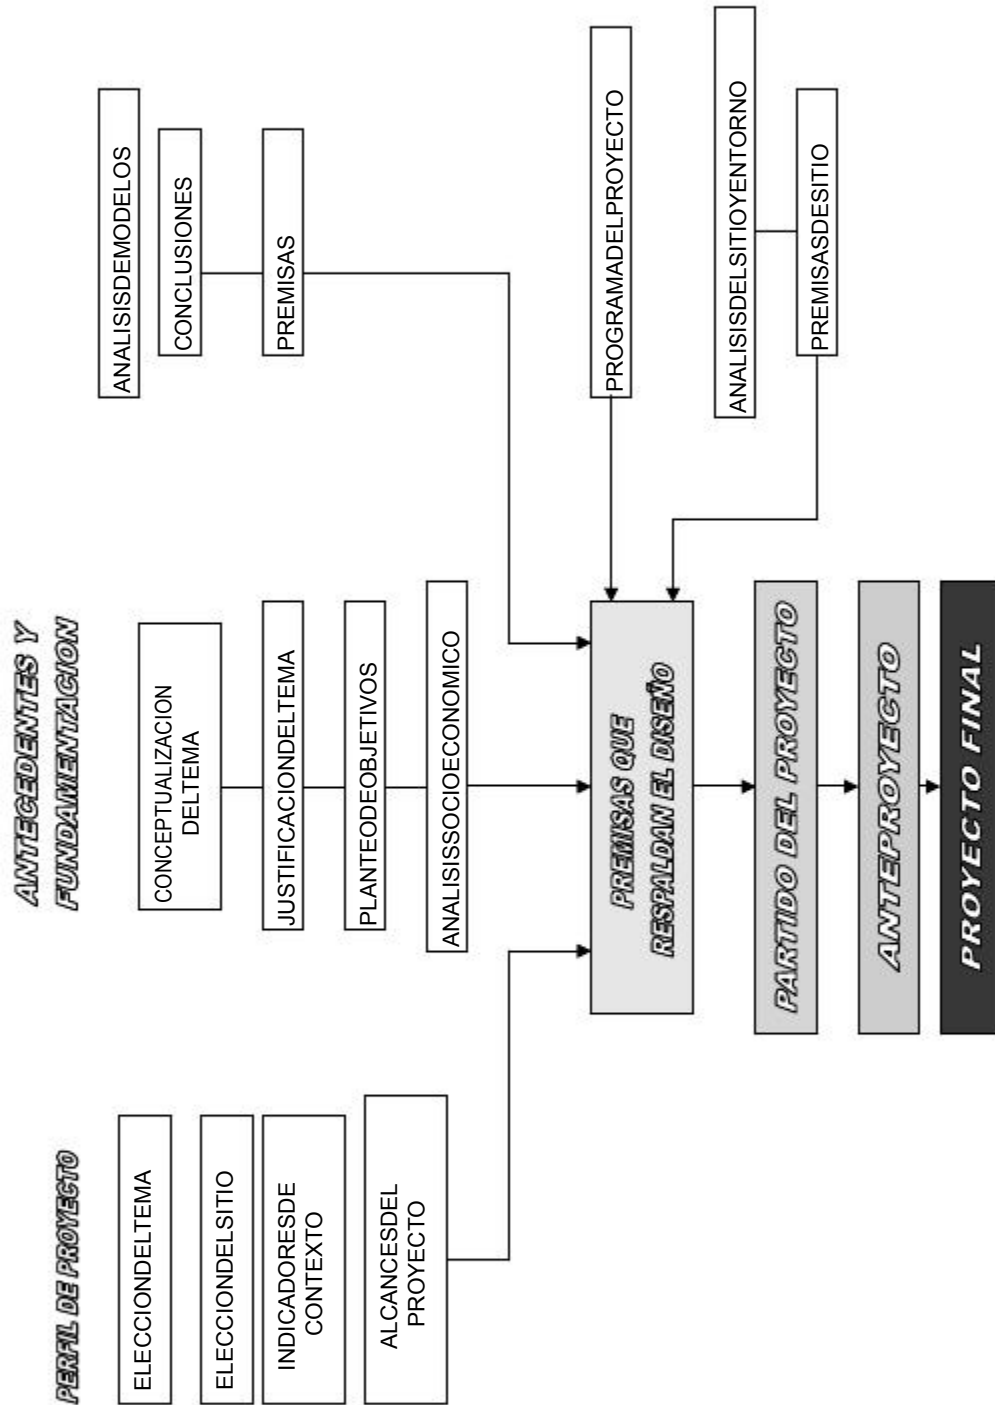 PERFIL DE PROYECTO
ELECCIONDELTEMA
ELECCIONDELSITIO
INDICADORESDE
CONTEXTO
ALCANCESDEL
PROYECTO
ANTECEDENTES Y
FUNDAMENTACION
CONCEPTUALIZACION
DELTEMA
JUSTIFICACIONDELTEMA
PLANTEODEOBJETIVOS
ANALISISSOCIOECONOMICO
ANALISISDEMODELOS
CONCLUSIONES
PREMISAS
PREMISAS QUE
RESPALDAN EL DISEÑO
PROGRAMADELPROYECTO
ANALISISDELSITIOYENTORNO
PREMISASDESITIO
PARTIDO DEL PROYECTO
ANTEPROYECTO
PROYECTO FINAL